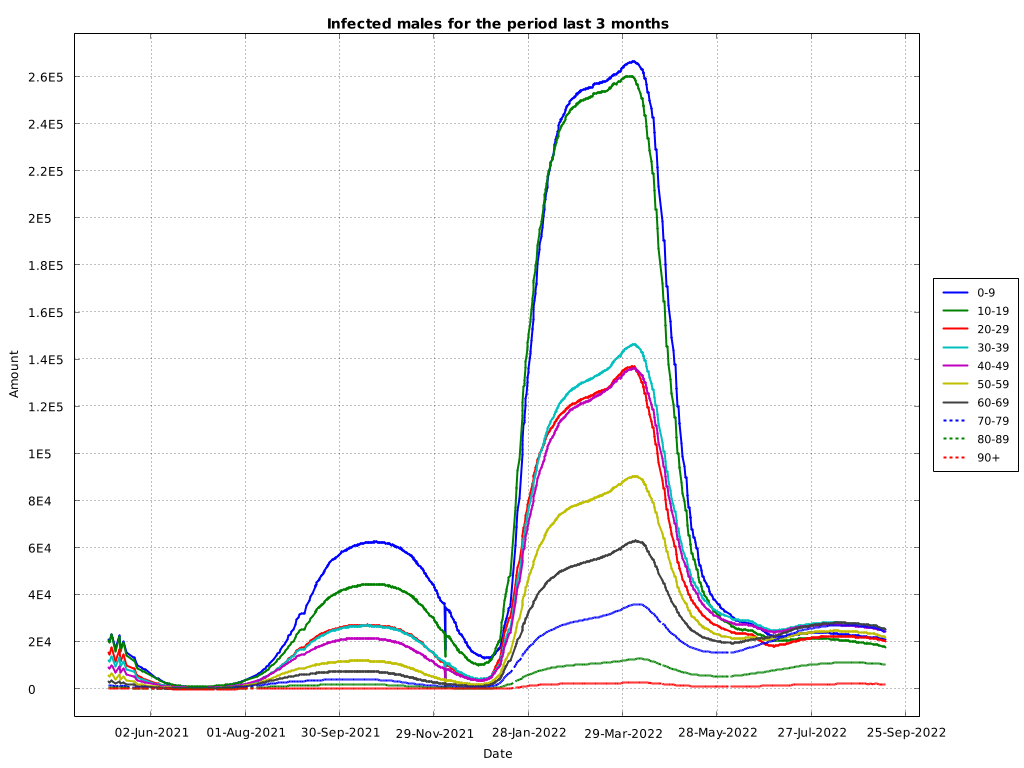 Infected males for the period last 3 months
2.6E5
2.4E5
2.2E5
2E5
1.8E5
1.6E5
1.4E5
1.2E5
1E5
8E4
6E4
4E4
2E4
0
Amount
02-Jun-2021 01-Aug-2021 30-Sep-2021 29-Nov-2021 28-Jan-2022 29-Mar-2022 28-May-2022 27-Jul-2022 25-Sep-2022
Date
0-9
10-19
20-29
30-39
40-49
50-59
60-69
70-79
80-89
90+